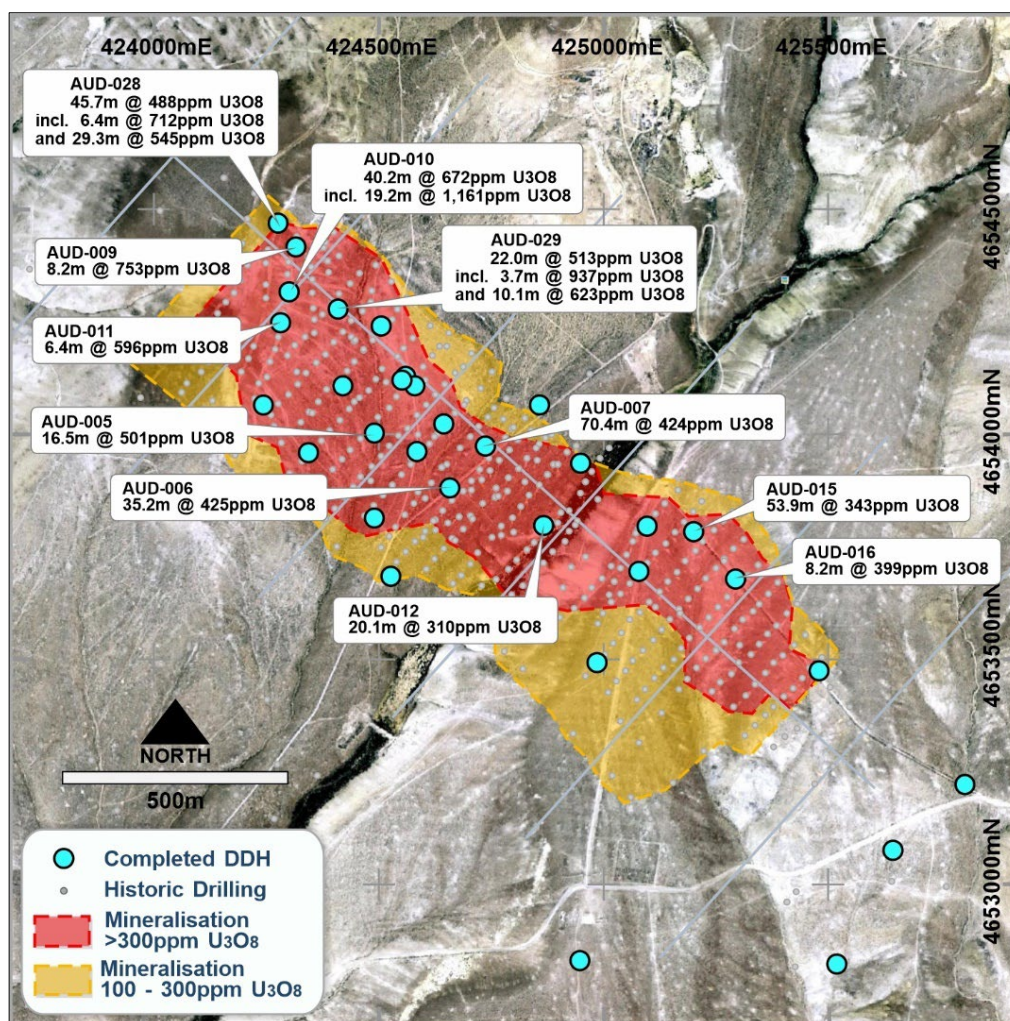 424000mE
424500mE
425000mE
425500mE
AUD-028
45.7m @ 488ppm U3O8
incl. 6.4m @ 712ppm U3O8
and 29.3m @ 545ppm U3O8
AUD-010
40.2m @ 672ppm U3O8
incl. 19.2m @ 1,161ppm U3O8
AUD-009
8.2m @ 753ppm U3O8
AUD-029
22.0m @ 513ppm U3O8
incl. 3.7m @ 937ppm U3O8
and 10.1m @ 623ppm U3O8
4654500mN
AUD-011
6.4m @ 596ppm U3O8
AUD-005
16.5m @ 501ppm U3O8
AUD-007
70.4m @ 424ppm U3O8
4654000mN
AUD-006
35.2m @ 425ppm U3O8
AUD-015
53.9m @ 343ppm U3O8
AUD-016
8.2m @ 399ppm U3O8
AUD-012
20.1m @ 310ppm U3O8
4653500mN
NORTH
500m
4653000mN
Completed DDH
Historic Drilling
Mineralisation
>300ppm U3O8
Mineralisation
100 - 300ppm U3O8